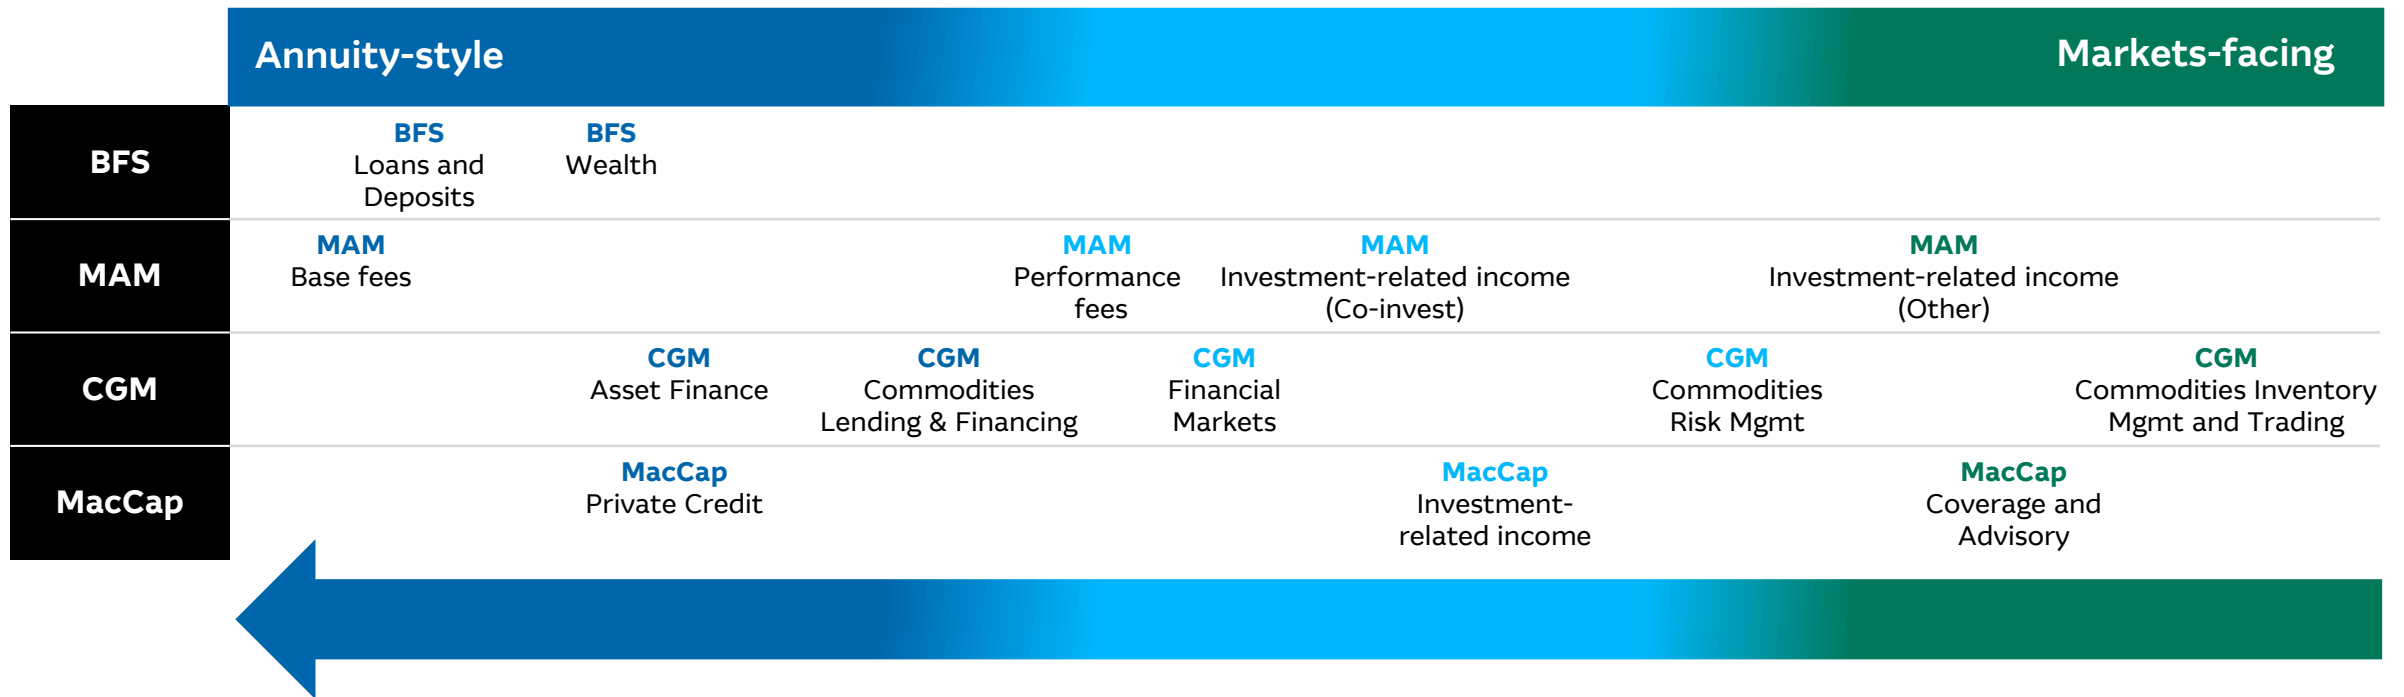 Annuity-style
Markets-facing
BFS
BFS
Loans and
Deposits
BFS
Wealth
MAM
MAM
Base fees
MAM
Performance
fees
MAM
Investment-related income
(Co-invest)
MAM
Investment-related income
(Other)
CGM
CGM
Asset Finance
CGM
Commodities
Lending & Financing
CGM
Financial
Markets
CGM
Commodities
Risk Mgmt
CGM
Commodities Inventory
Mgmt and Trading
MacCap
MacCap
Private Credit
MacCap
Investment-
related income
MacCap
Coverage and
Advisory